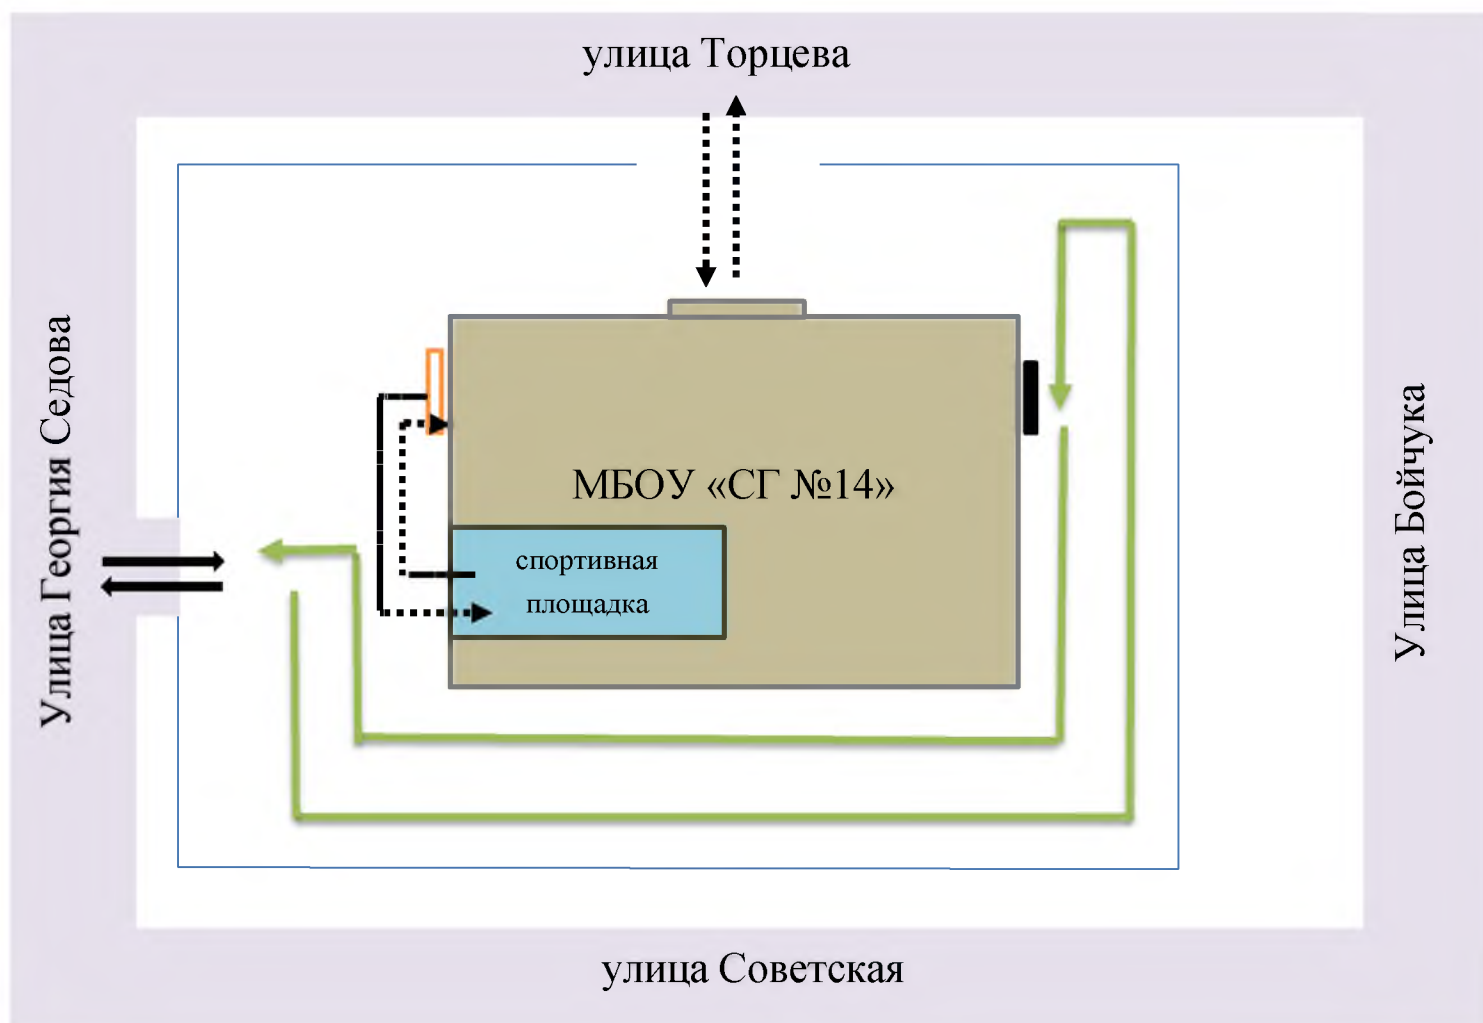 улица Торцева
Улица Георгия Седова
МБОУ «СГ №14»
спортивная
площадка
Улица Бойчука
улица Советская